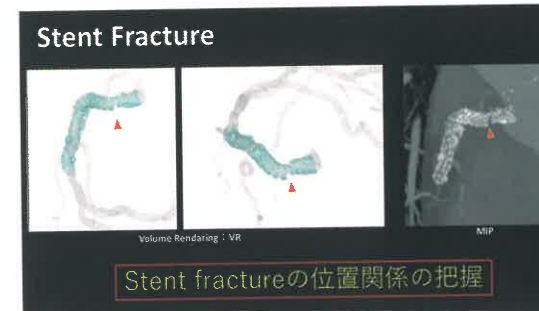 Stent Fracture
Volume Rendaring：VR
MIP
Stent fractureの位置関係の把握